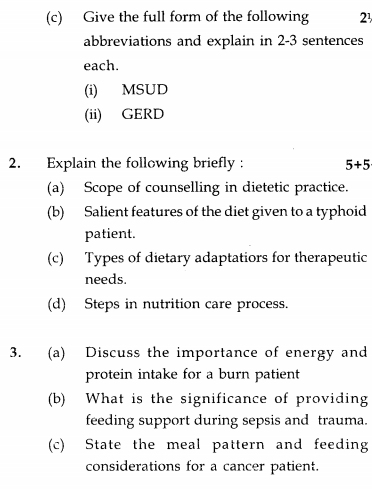 (c) Give the full form of the following 2½
abbreviations and explain in 2-3 sentences
each.
(i) MSUD
(ii) GERD
2. Explain the following briefly : 5+5
(a) Scope of counselling in dietetic practice.
(b) Salient features of the diet given to a typhoid
patient.
(c) Types of dietary adaptatiors for therapeutic
needs.
(d) Steps in nutrition care process.
3. (a) Discuss the importance of energy and
protein intake for a burn patient
(b) What is the significance of providing
feeding support during sepsis and trauma.
(c) State the meal pattern and feeding
considerations for a cancer patient.